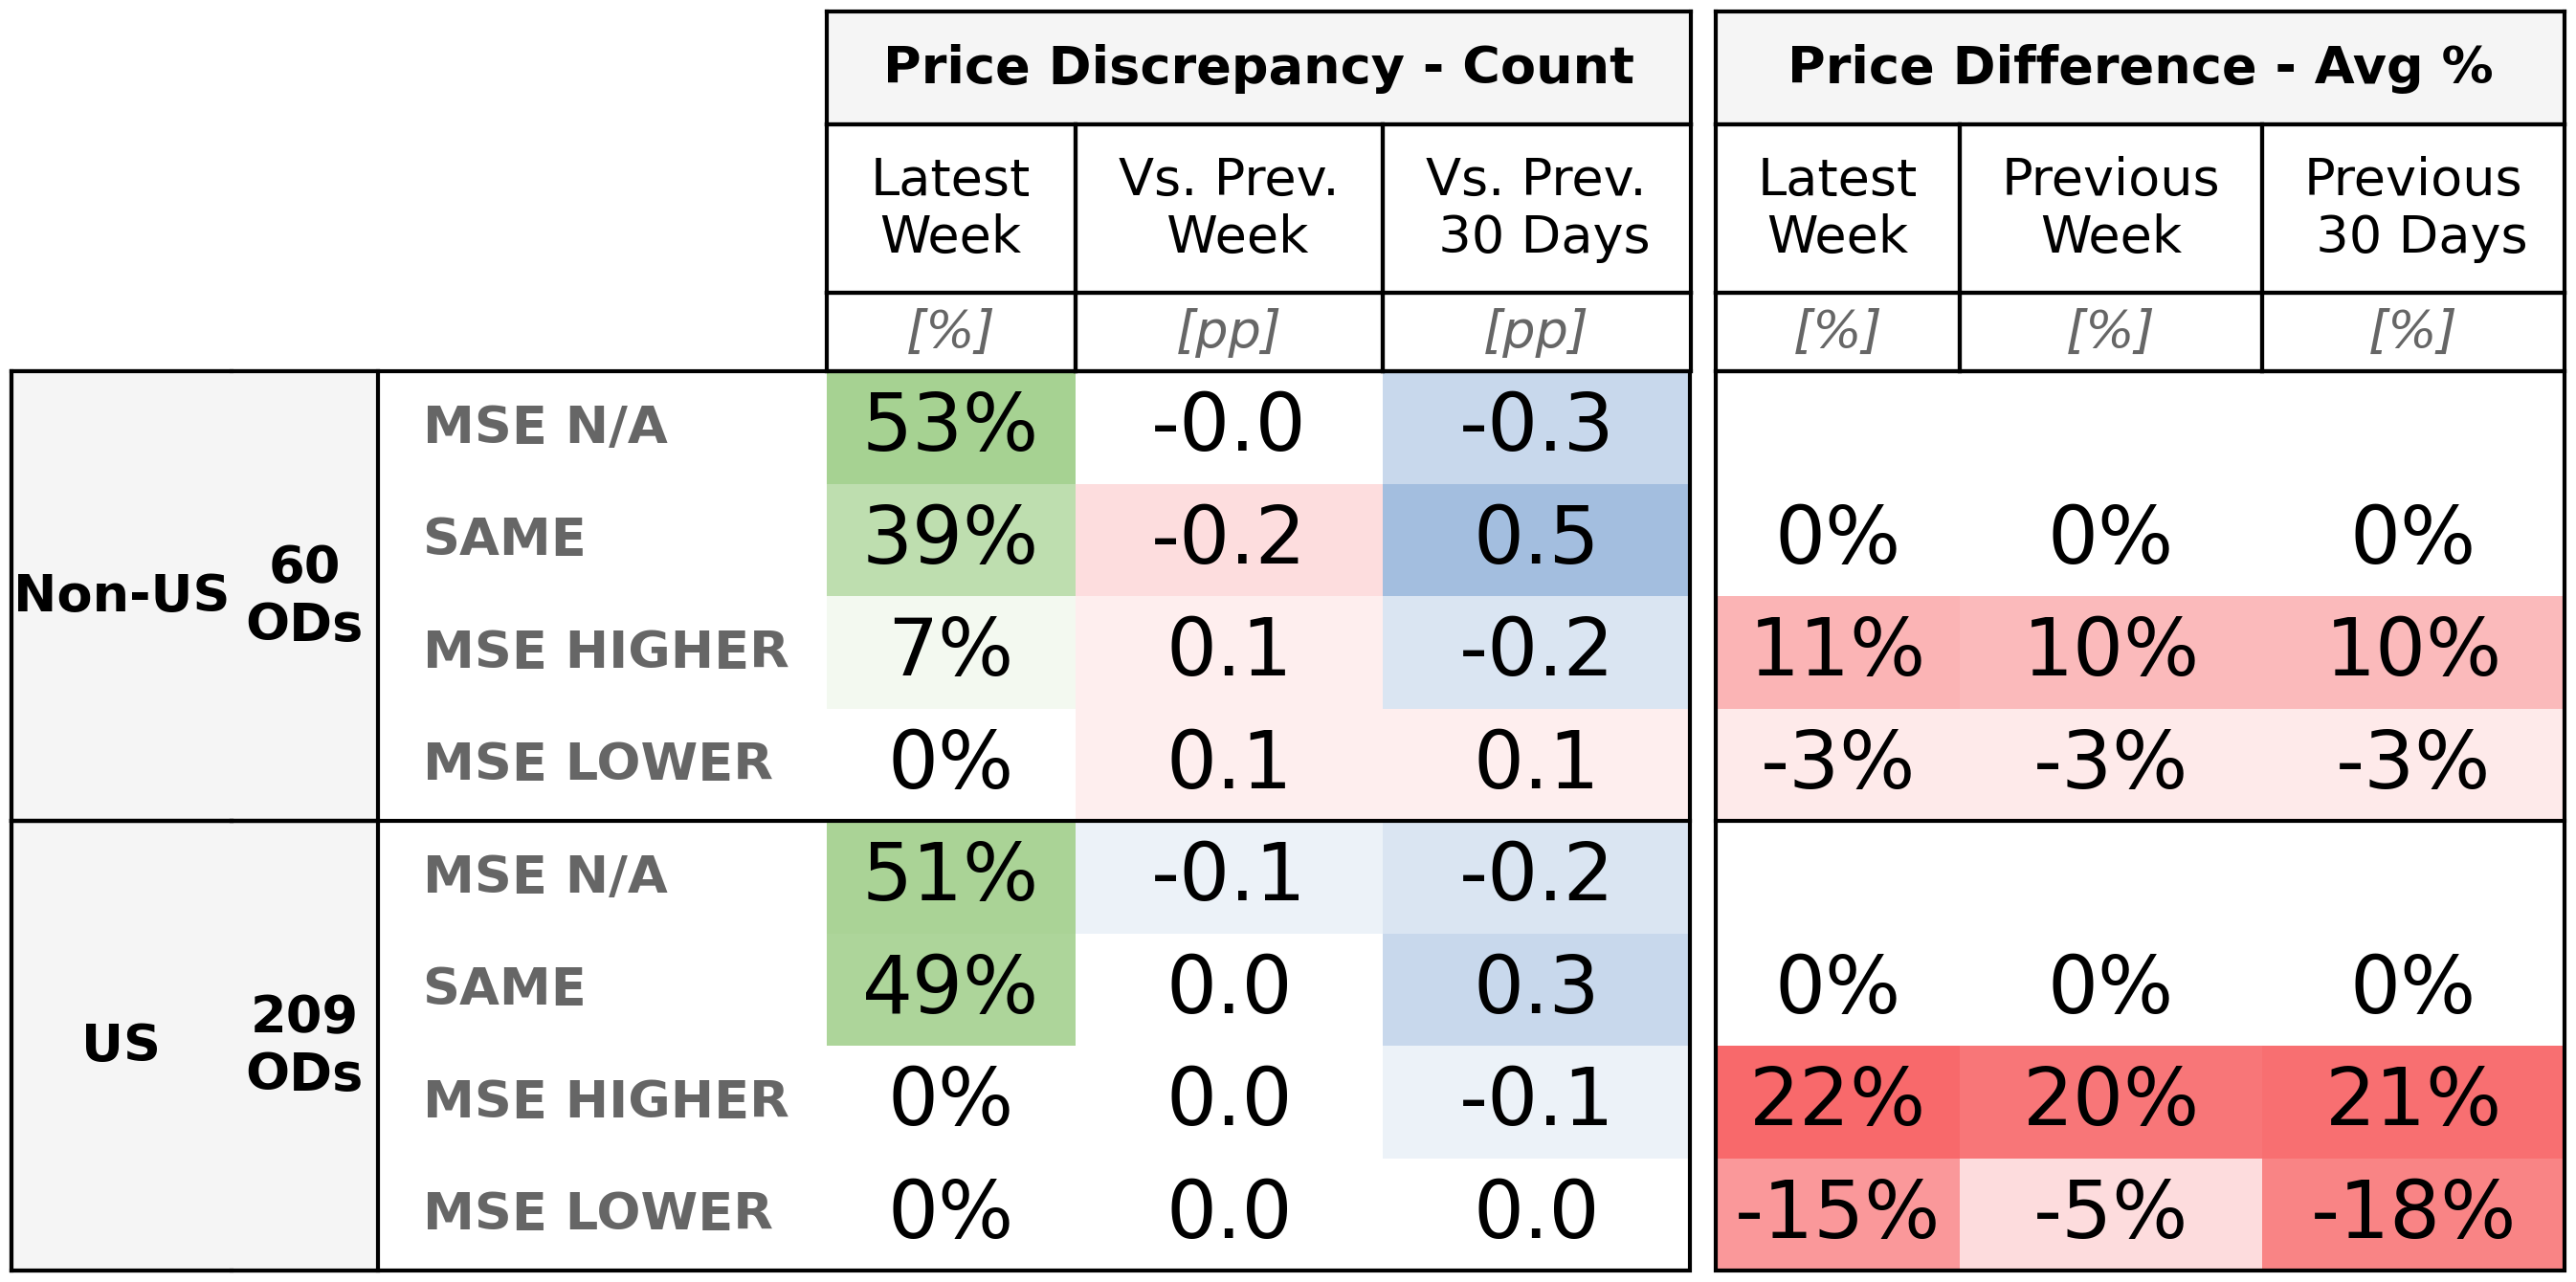 Price Discrepancy - Count Price Difference - Avg %
Latest Week Vs. Prev. Week Vs. Prev. 30 Days Latest Week Previous Week Previous 30 Days
[%] [pp] [pp] [%] [%] [%]
Non-US 60 ODs
MSE N/A 53% -0.0 -0.3
SAME 39% -0.2 0.5 0% 0% 0%
MSE HIGHER 7% 0.1 -0.2 11% 10% 10%
MSE LOWER 0% 0.1 0.1 -3% -3% -3%
US 209 ODs
MSE N/A 51% -0.1 -0.2
SAME 49% 0.0 0.3 0% 0% 0%
MSE HIGHER 0% 0.0 -0.1 22% 20% 21%
MSE LOWER 0% 0.0 0.0 -15% -5% -18%